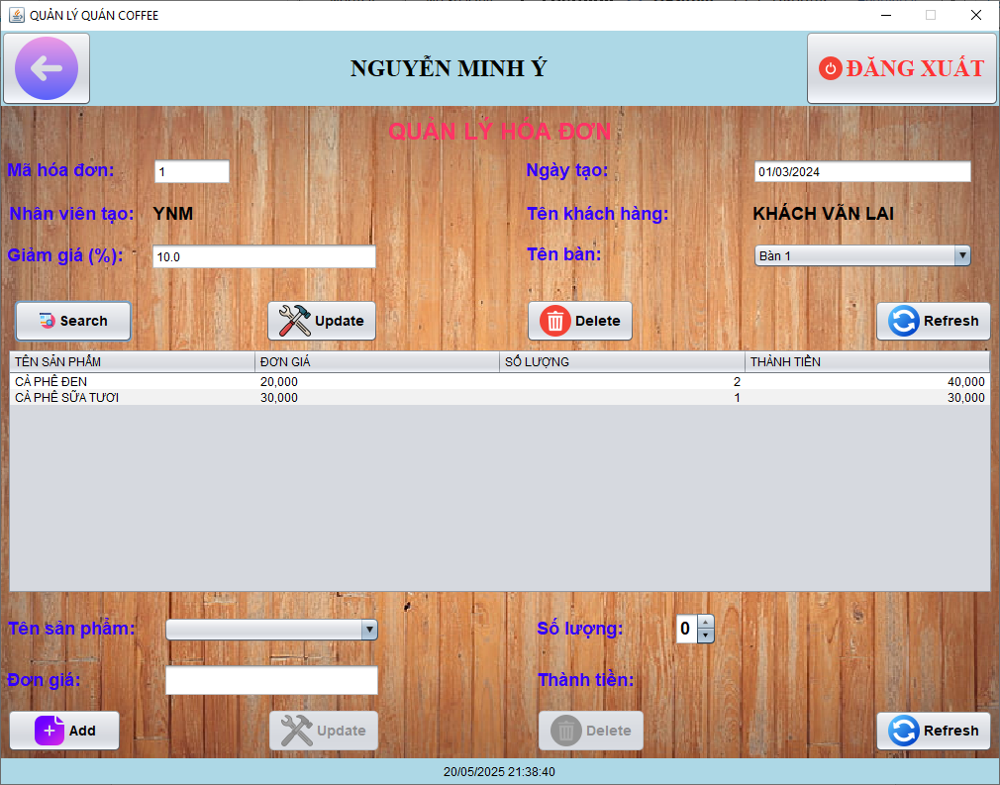 QUẢN LÝ QUÁN COFFEE
NGUYỄN MINH Ý
ĐĂNG XUẤT
QUẢN LÝ HÓA ĐƠN
Mã hóa đơn: 1 Ngày tạo: 01/03/2024
Nhân viên tạo: YNM Tên khách hàng: KHÁCH VÃN LAI
Giảm giá (%): 10.0 Tên bàn: Bàn 1
Search Update Delete Refresh
TÊN SẢN PHẨM ĐƠN GIÁ SỐ LƯỢNG THÀNH TIỀN
CÀ PHÊ ĐEN 20,000 2 40,000
CÀ PHÊ SỮA TƯƠI 30,000 1 30,000
Tên sản phẩm: Số lượng: 0
Đơn giá: Thành tiền:
Add Update Delete Refresh
20/05/2025 21:38:40